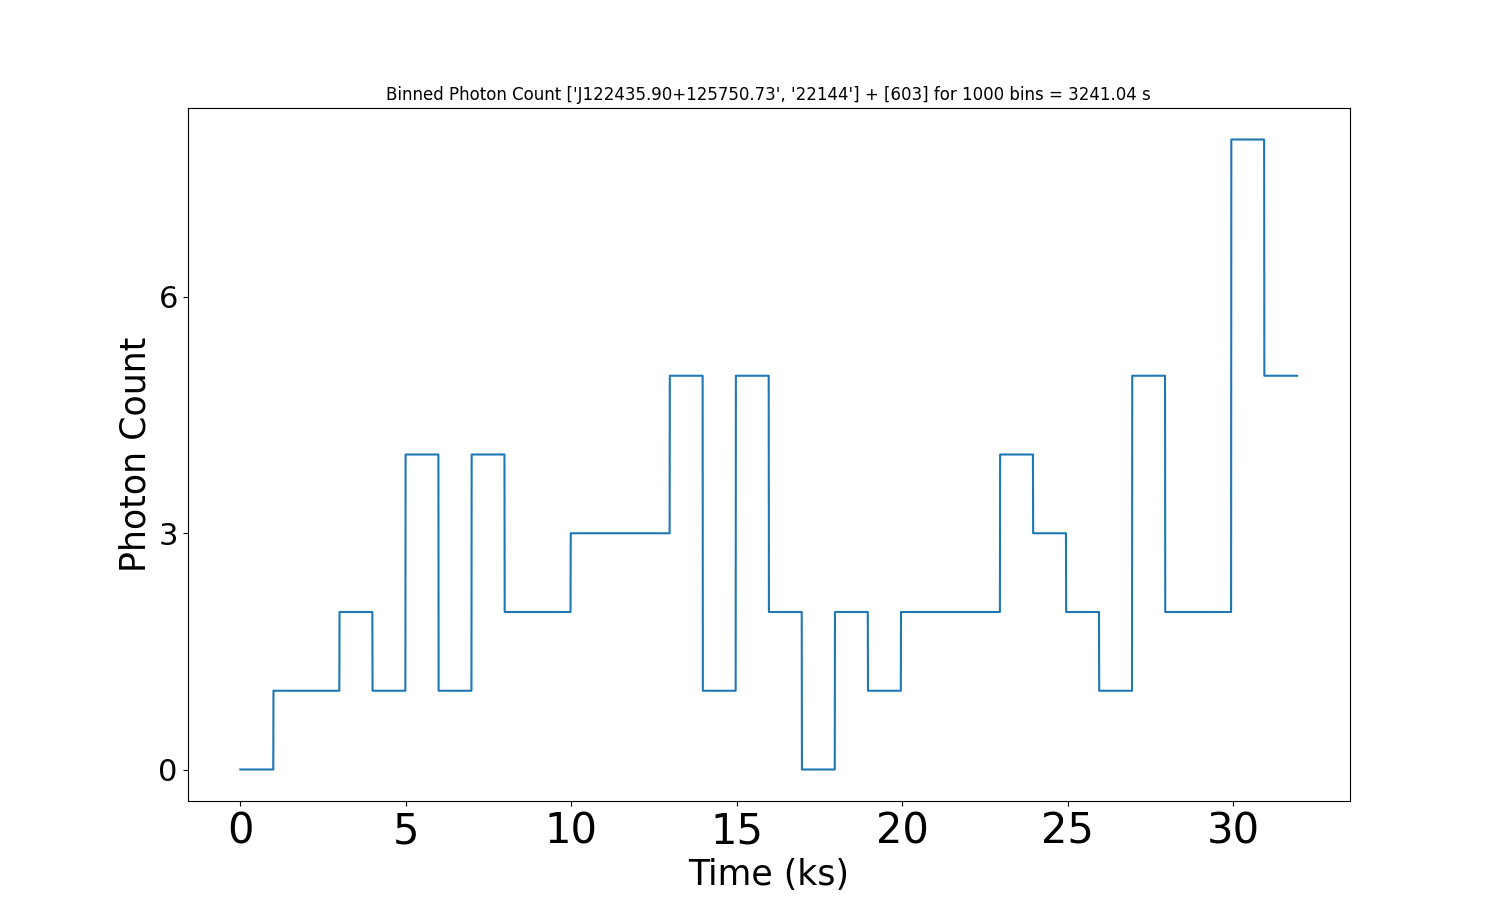 Binned Photon Count ['J122435.90+125750.73', '22144'] + [603] for 1000 bins = 3241.04 s
Photon Count
6
3
0
0 5 10 15 20 25 30
Time (ks)